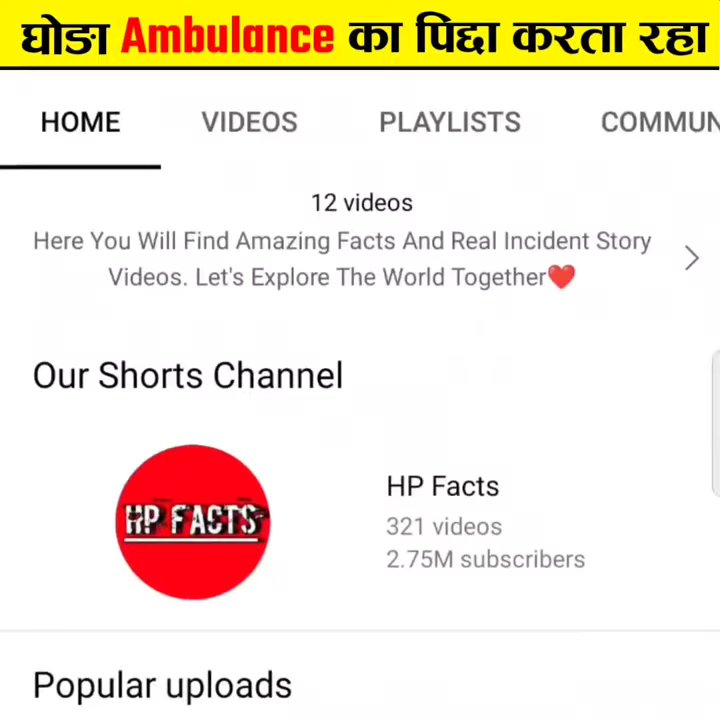 घोङा Ambulance का पिद्दा करता रहा
HOME VIDEOS PLAYLISTS COMMUN
12 videos
Here You Will Find Amazing Facts And Real Incident Story
Videos. Let's Explore The World Together❤️
Our Shorts Channel
HP FACTS
HP Facts
321 videos
2.75M subscribers
Popular uploads